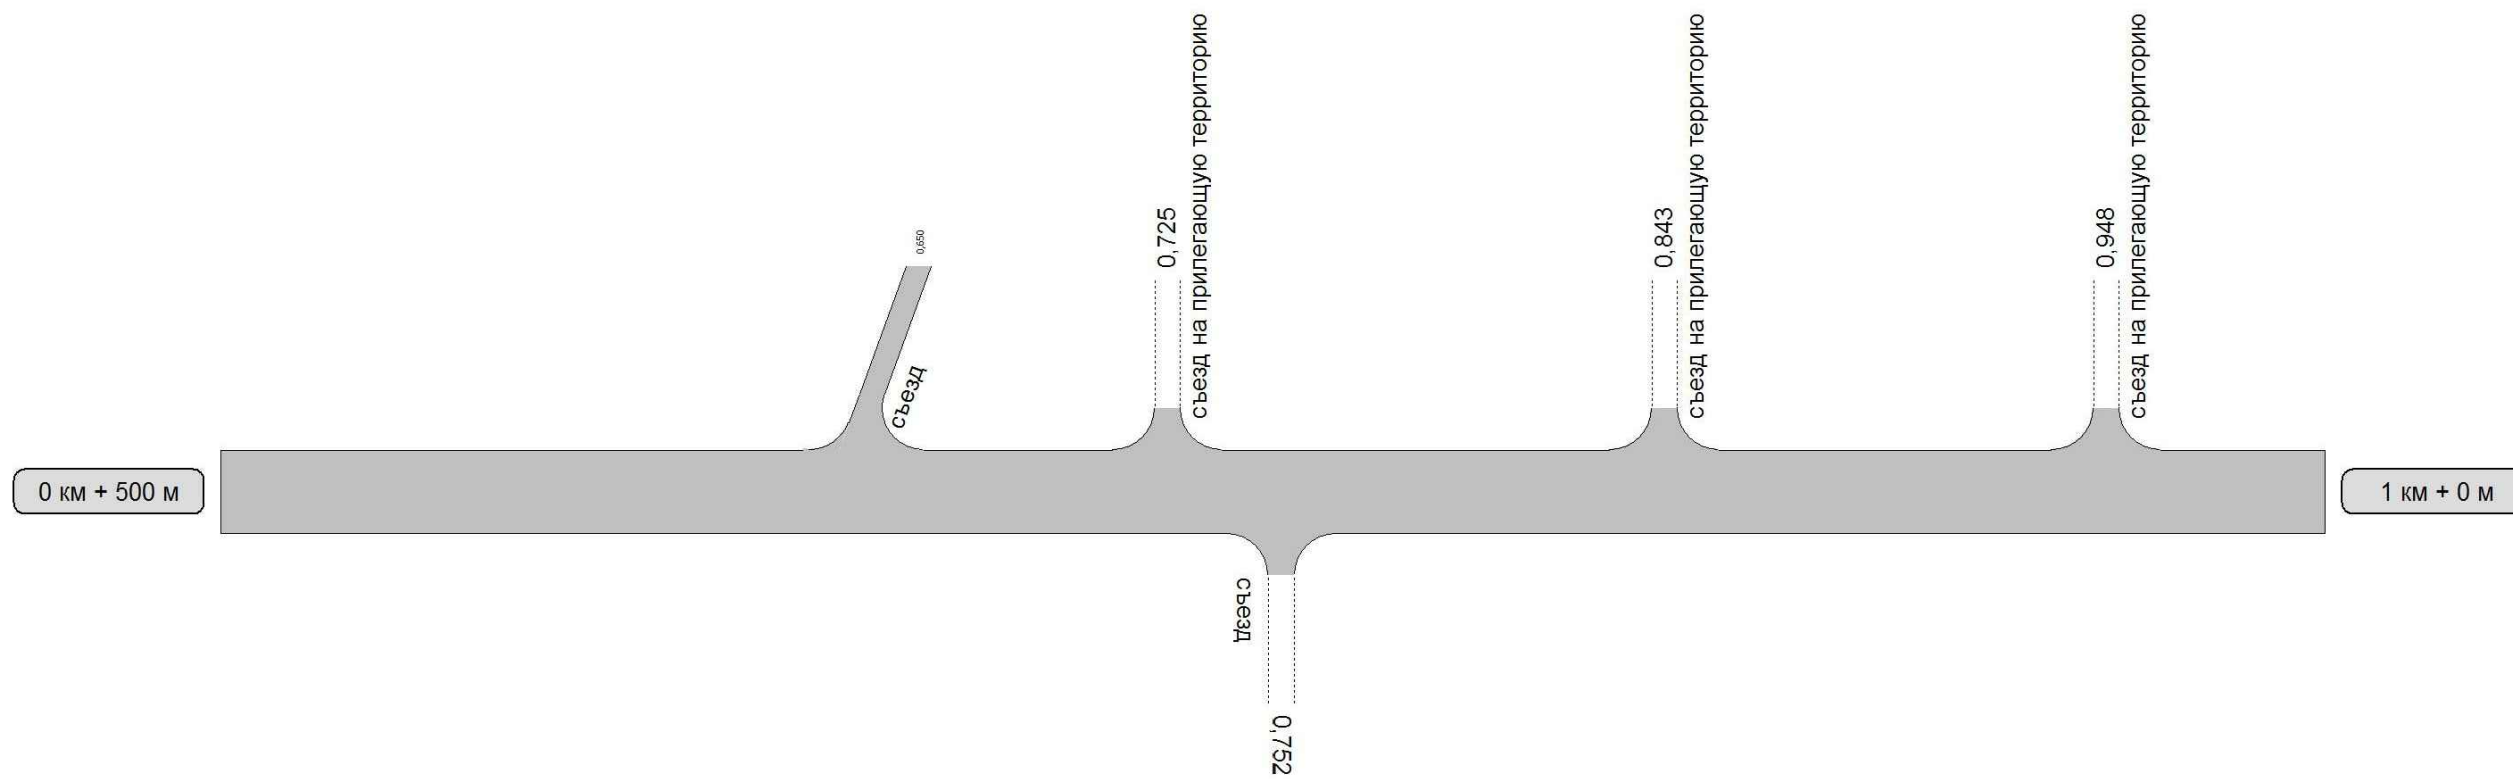 0 км + 500 м
0,650
съезд
0,725
съезд на прилегающую территорию
0,843
съезд на прилегающую территорию
0,948
съезд на прилегающую территорию
1 км + 0 м
съезд
0,752